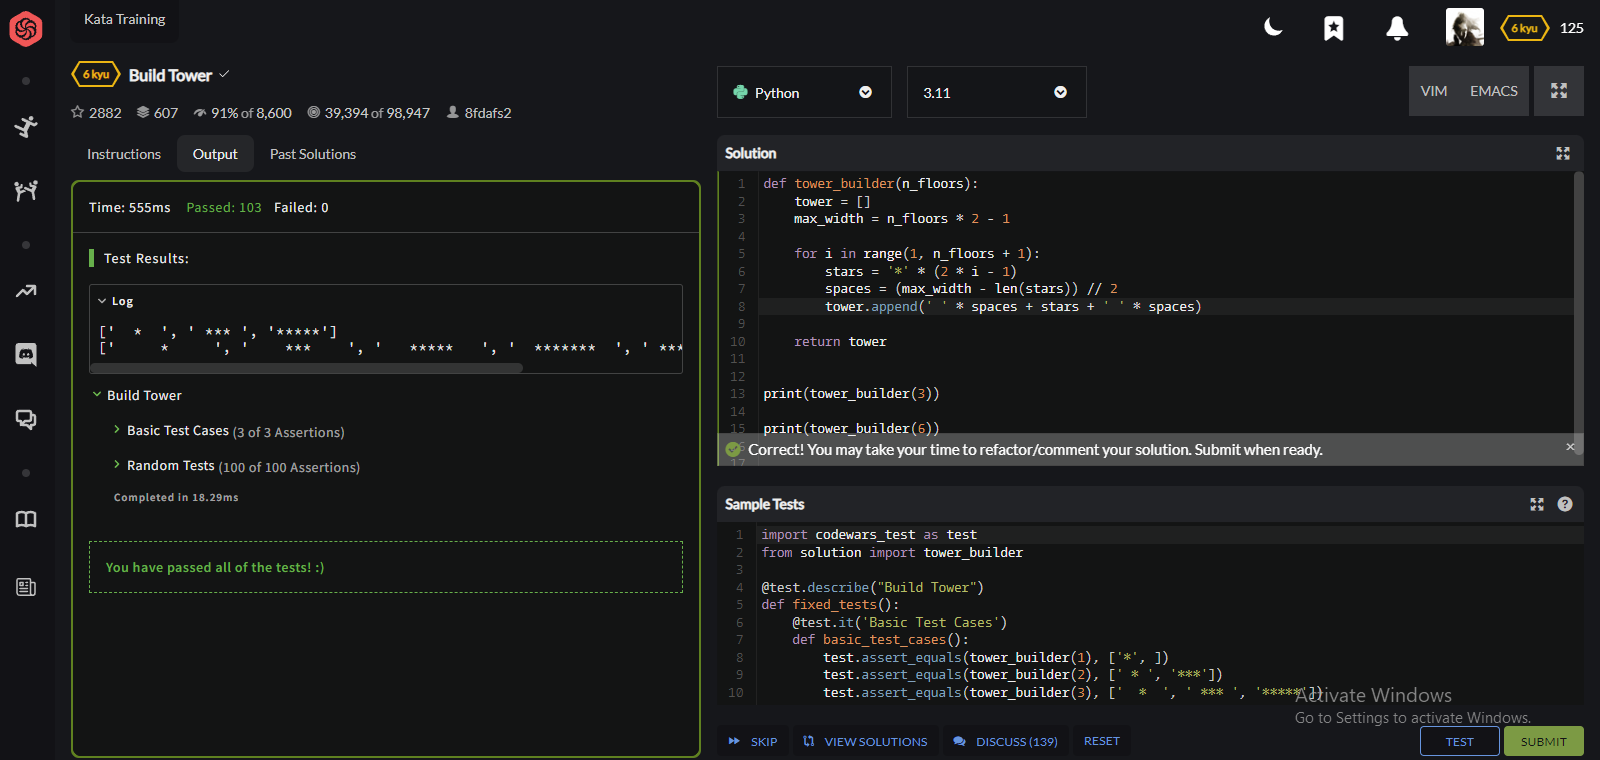 Kata Training
6 kyu 125
6 kyu Build Tower
2882 607 91% of 8,600 39,394 of 98,947 8fdafs2
Instructions Output Past Solutions
Time: 555ms Passed: 103 Failed: 0
Test Results:
Log
['  *  ', ' *** ', '*****']
['     *     ', '    ***    ', '   *****   ', '  *******  ', ' ***
Build Tower
Basic Test Cases (3 of 3 Assertions)
Random Tests (100 of 100 Assertions)
Completed in 18.29ms
You have passed all of the tests! :)
Python 3.11 VIM EMACS
Solution
1 def tower_builder(n_floors):
2     tower = []
3     max_width = n_floors * 2 - 1
4
5     for i in range(1, n_floors + 1):
6         stars = '*' * (2 * i - 1)
7         spaces = (max_width - len(stars)) // 2
8         tower.append(' ' * spaces + stars + ' ' * spaces)
9
10     return tower
11
12
13 print(tower_builder(3))
14
15 print(tower_builder(6))
Correct! You may take your time to refactor/comment your solution. Submit when ready. ×
17
Sample Tests ?
1 import codewars_test as test
2 from solution import tower_builder
3
4 @test.describe("Build Tower")
5 def fixed_tests():
6     @test.it('Basic Test Cases')
7     def basic_test_cases():
8         test.assert_equals(tower_builder(1), ['*', ])
9         test.assert_equals(tower_builder(2), [' * ', '***'])
10         test.assert_equals(tower_builder(3), ['  *  ', ' *** ', '*****'])
Activate Windows
Go to Settings to activate Windows.
SKIP VIEW SOLUTIONS DISCUSS (139) RESET TEST SUBMIT